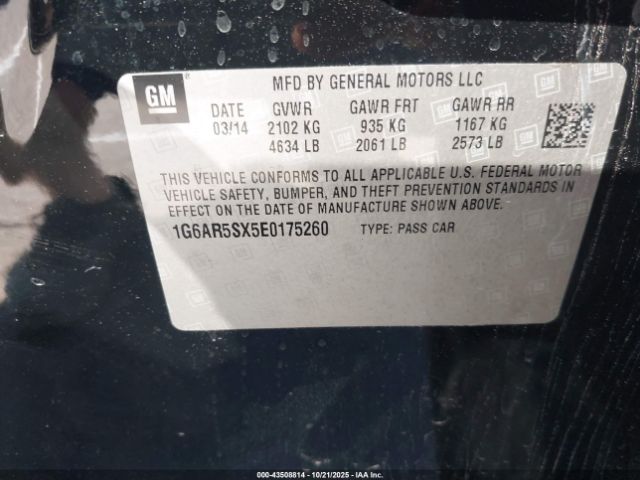 GM
MFD BY GENERAL MOTORS LLC
DATE GVWR GAWR FRT GAWR RR
03/14 2102 KG 935 KG 1167 KG
4634 LB 2061 LB 2573 LB
THIS VEHICLE CONFORMS TO ALL APPLICABLE U.S. FEDERAL MOTOR
VEHICLE SAFETY, BUMPER, AND THEFT PREVENTION STANDARDS IN
EFFECT ON THE DATE OF MANUFACTURE SHOWN ABOVE.
1G6AR5SX5E0175260 TYPE: PASS CAR
000-43508814 - 10/21/2025 - IAAI.COM